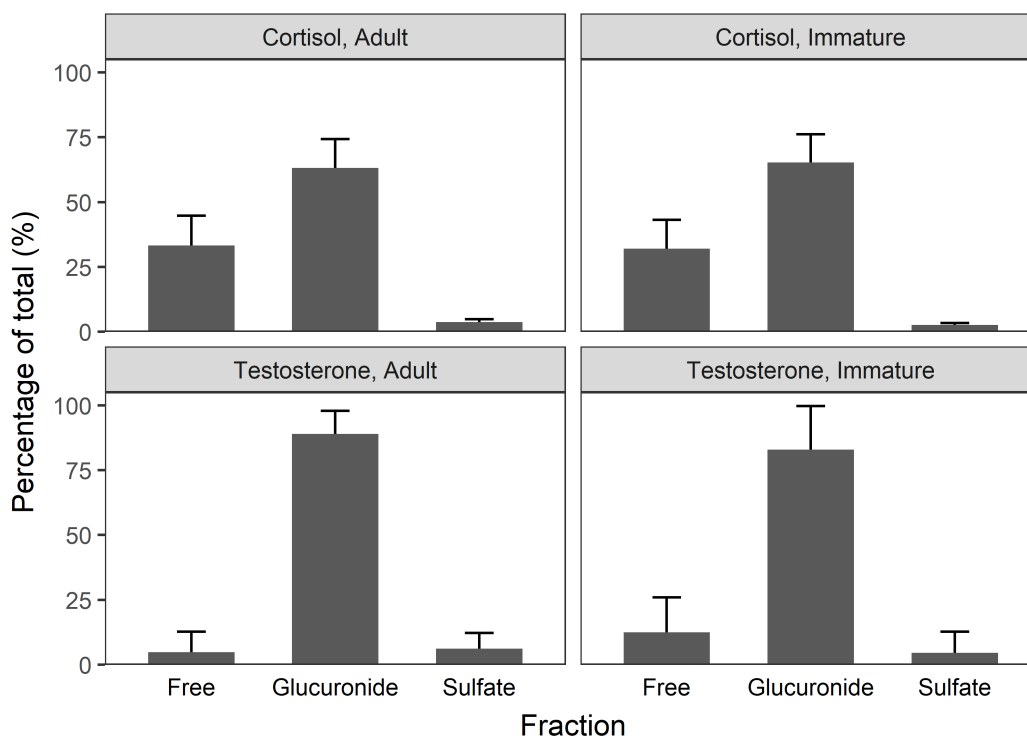 Cortisol, Adult
Cortisol, Immature
100
75
50
25
0
Testosterone, Adult
Testosterone, Immature
100
75
50
25
0
Free
Glucuronide
Sulfate
Free
Glucuronide
Sulfate
Percentage of total (%)
Fraction